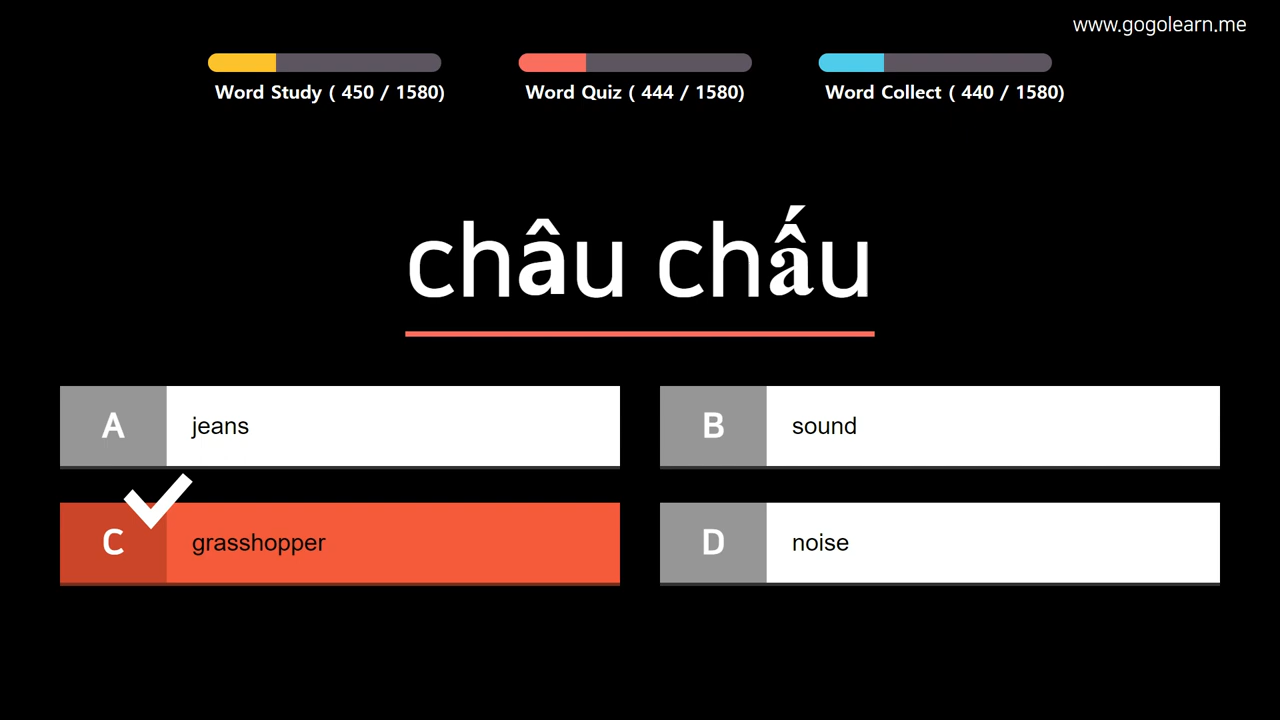 www.gogolearn.me
Word Study ( 450 / 1580)
Word Quiz ( 444 / 1580)
Word Collect ( 440 / 1580)
châu chấu
A jeans
B sound
C grasshopper
D noise